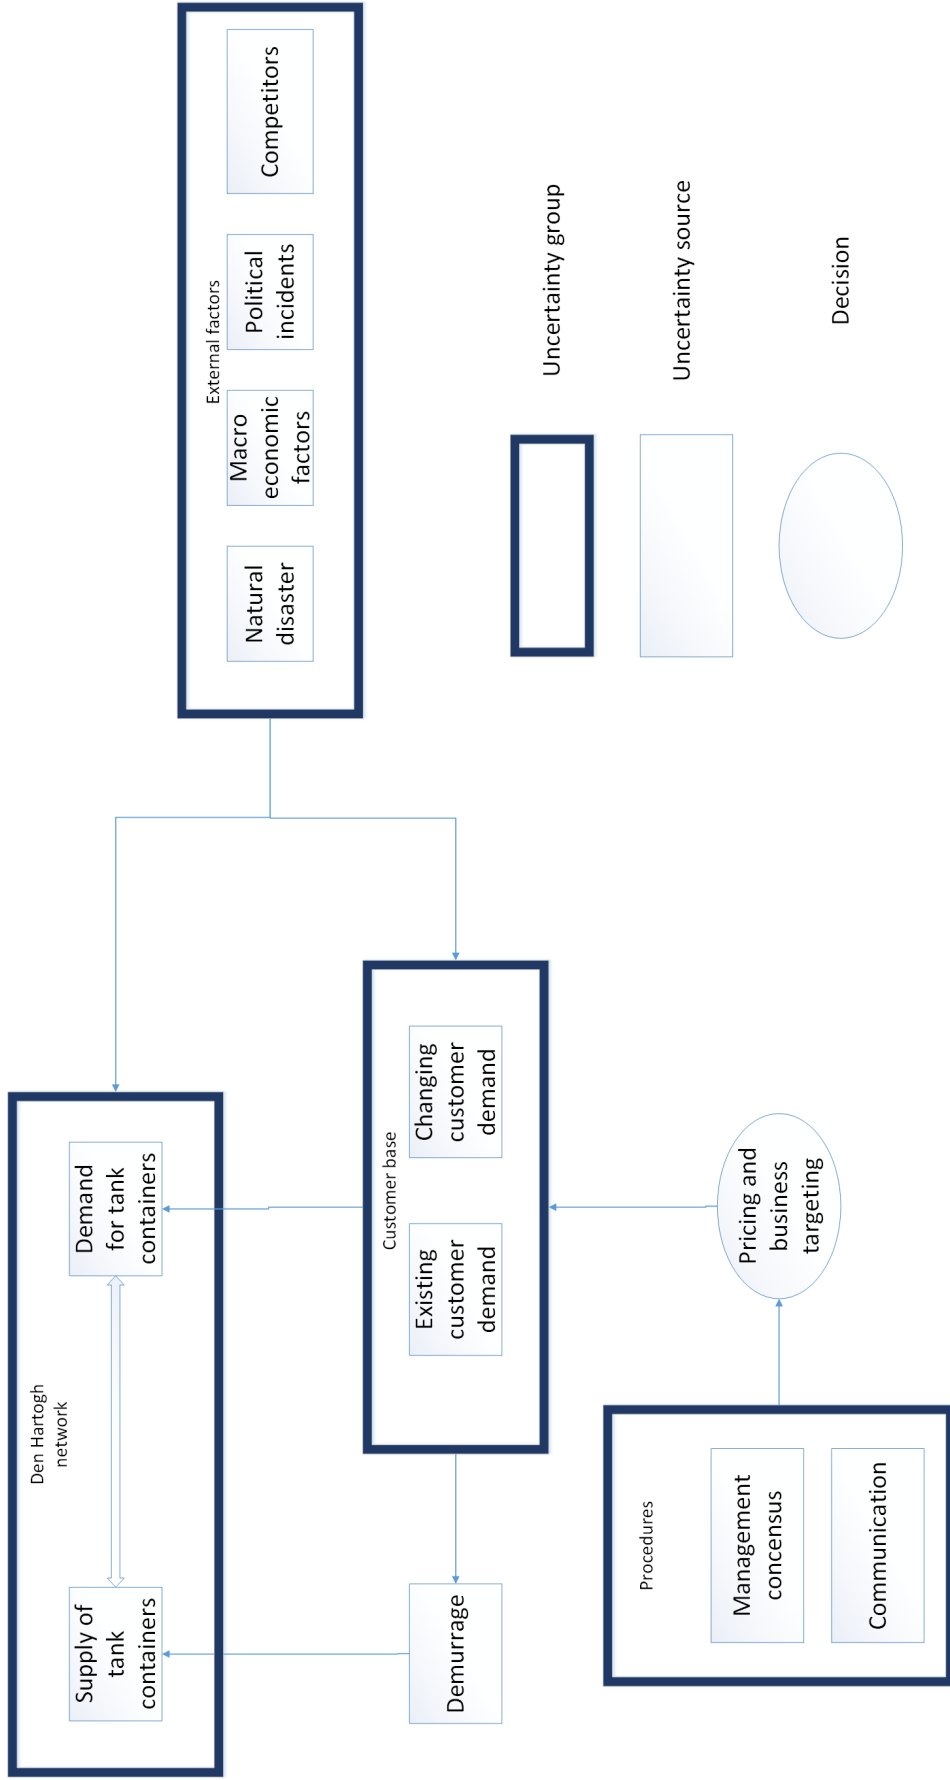 Den Hartogh
network
Supply of
tank
containers
Demand
for tank
containers
External factors
Natural
disaster
Macro
economic
factors
Political
incidents
Competitors
Customer base
Existing
customer
demand
Changing
customer
demand
Demurrage
Procedures
Management
concensus
Communication
Pricing and
business
targeting
Uncertainty group
Uncertainty source
Decision